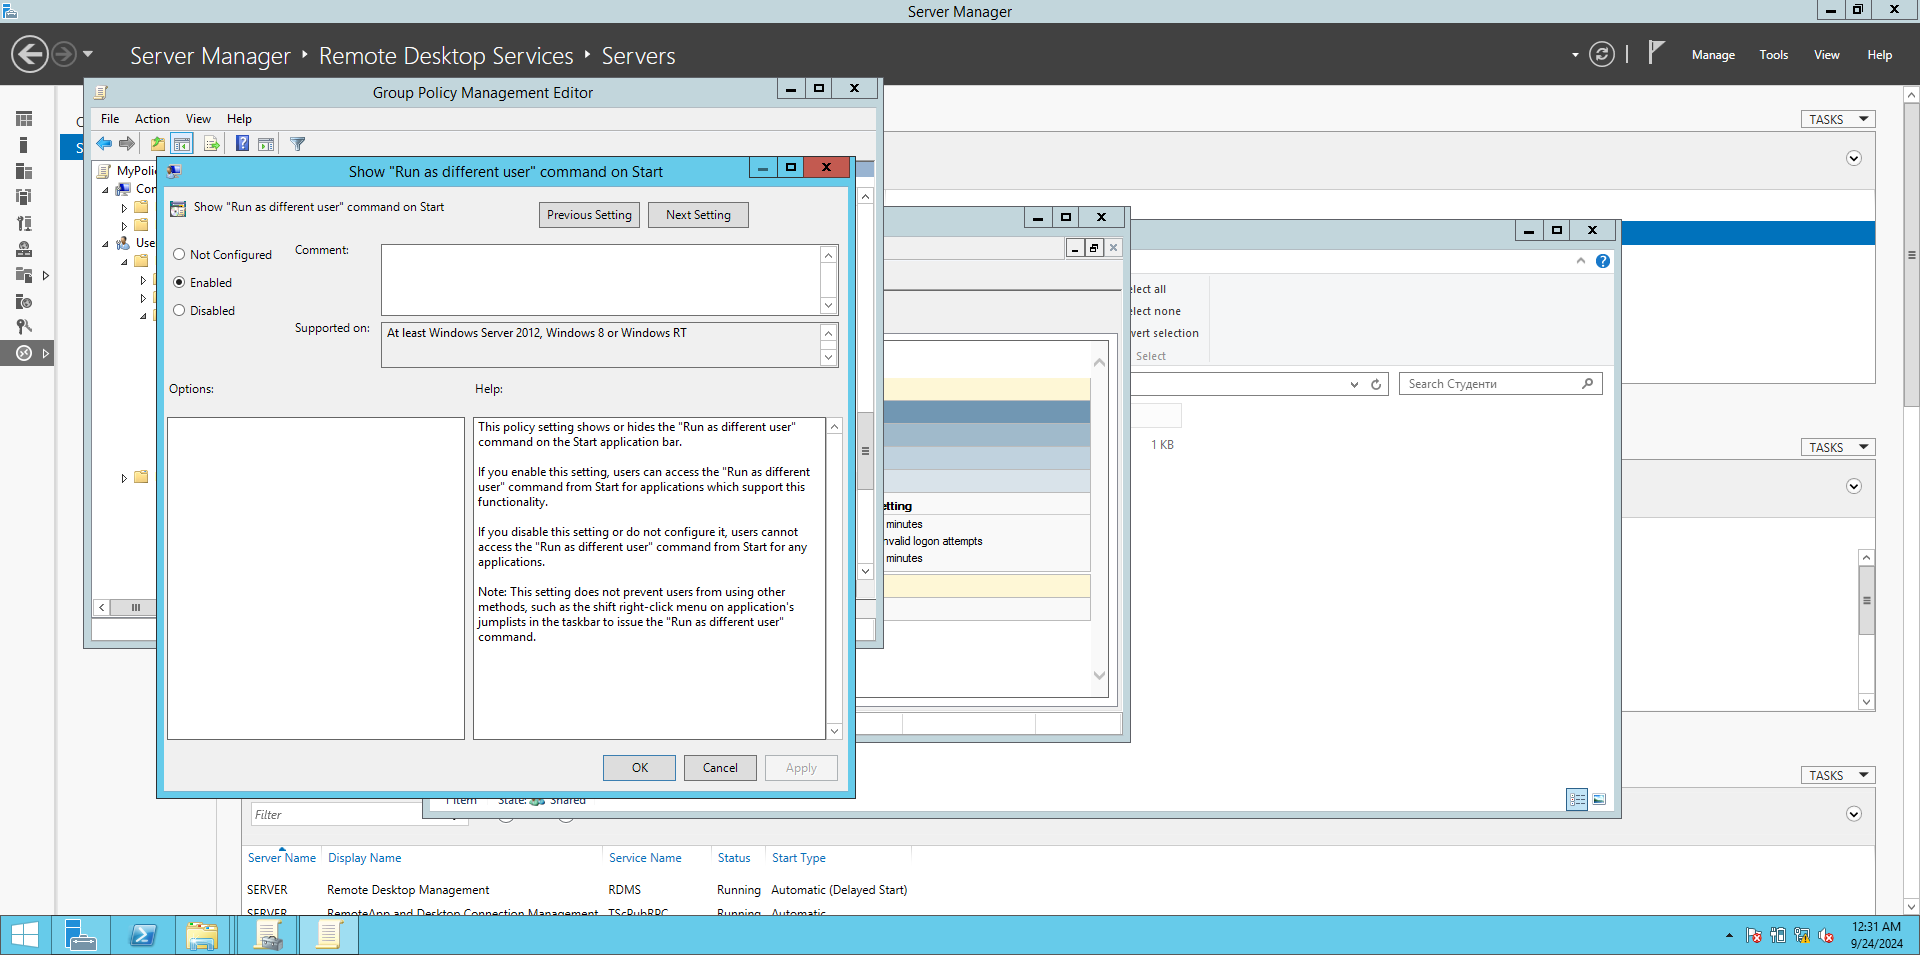 Server Manager
Server Manager
Remote Desktop Services
Servers
Manage
Tools
View
Help
Group Policy Management Editor
File
Action
View
Help
TASKS
MyPolic
Con
Use
Show "Run as different user" command on Start
Show "Run as different user" command on Start
Previous Setting
Next Setting
Not Configured
Enabled
Disabled
Comment:
Supported on:
At least Windows Server 2012, Windows 8 or Windows RT
Options:
Help:
This policy setting shows or hides the "Run as different user"
command on the Start application bar.
If you enable this setting, users can access the "Run as different
user" command from Start for applications which support this
functionality.
If you disable this setting or do not configure it, users cannot
access the "Run as different user" command from Start for any
applications.
Note: This setting does not prevent users from using other
methods, such as the shift right-click menu on application's
jumplists in the taskbar to issue the "Run as different user"
command.
OK
Cancel
Apply
etting
minutes
nvalid logon attempts
minutes
elect all
elect none
vert selection
Select
Search Студенти
1 KB
TASKS
TASKS
1 item
State:
Shared
Filter
Server Name
Display Name
Service Name
Status
Start Type
SERVER
Remote Desktop Management
RDMS
Running
Automatic (Delayed Start)
SERVER
RemoteApp and Desktop Connection Management
TScPubRPC
Running
Automatic
12:31 AM
9/24/2024